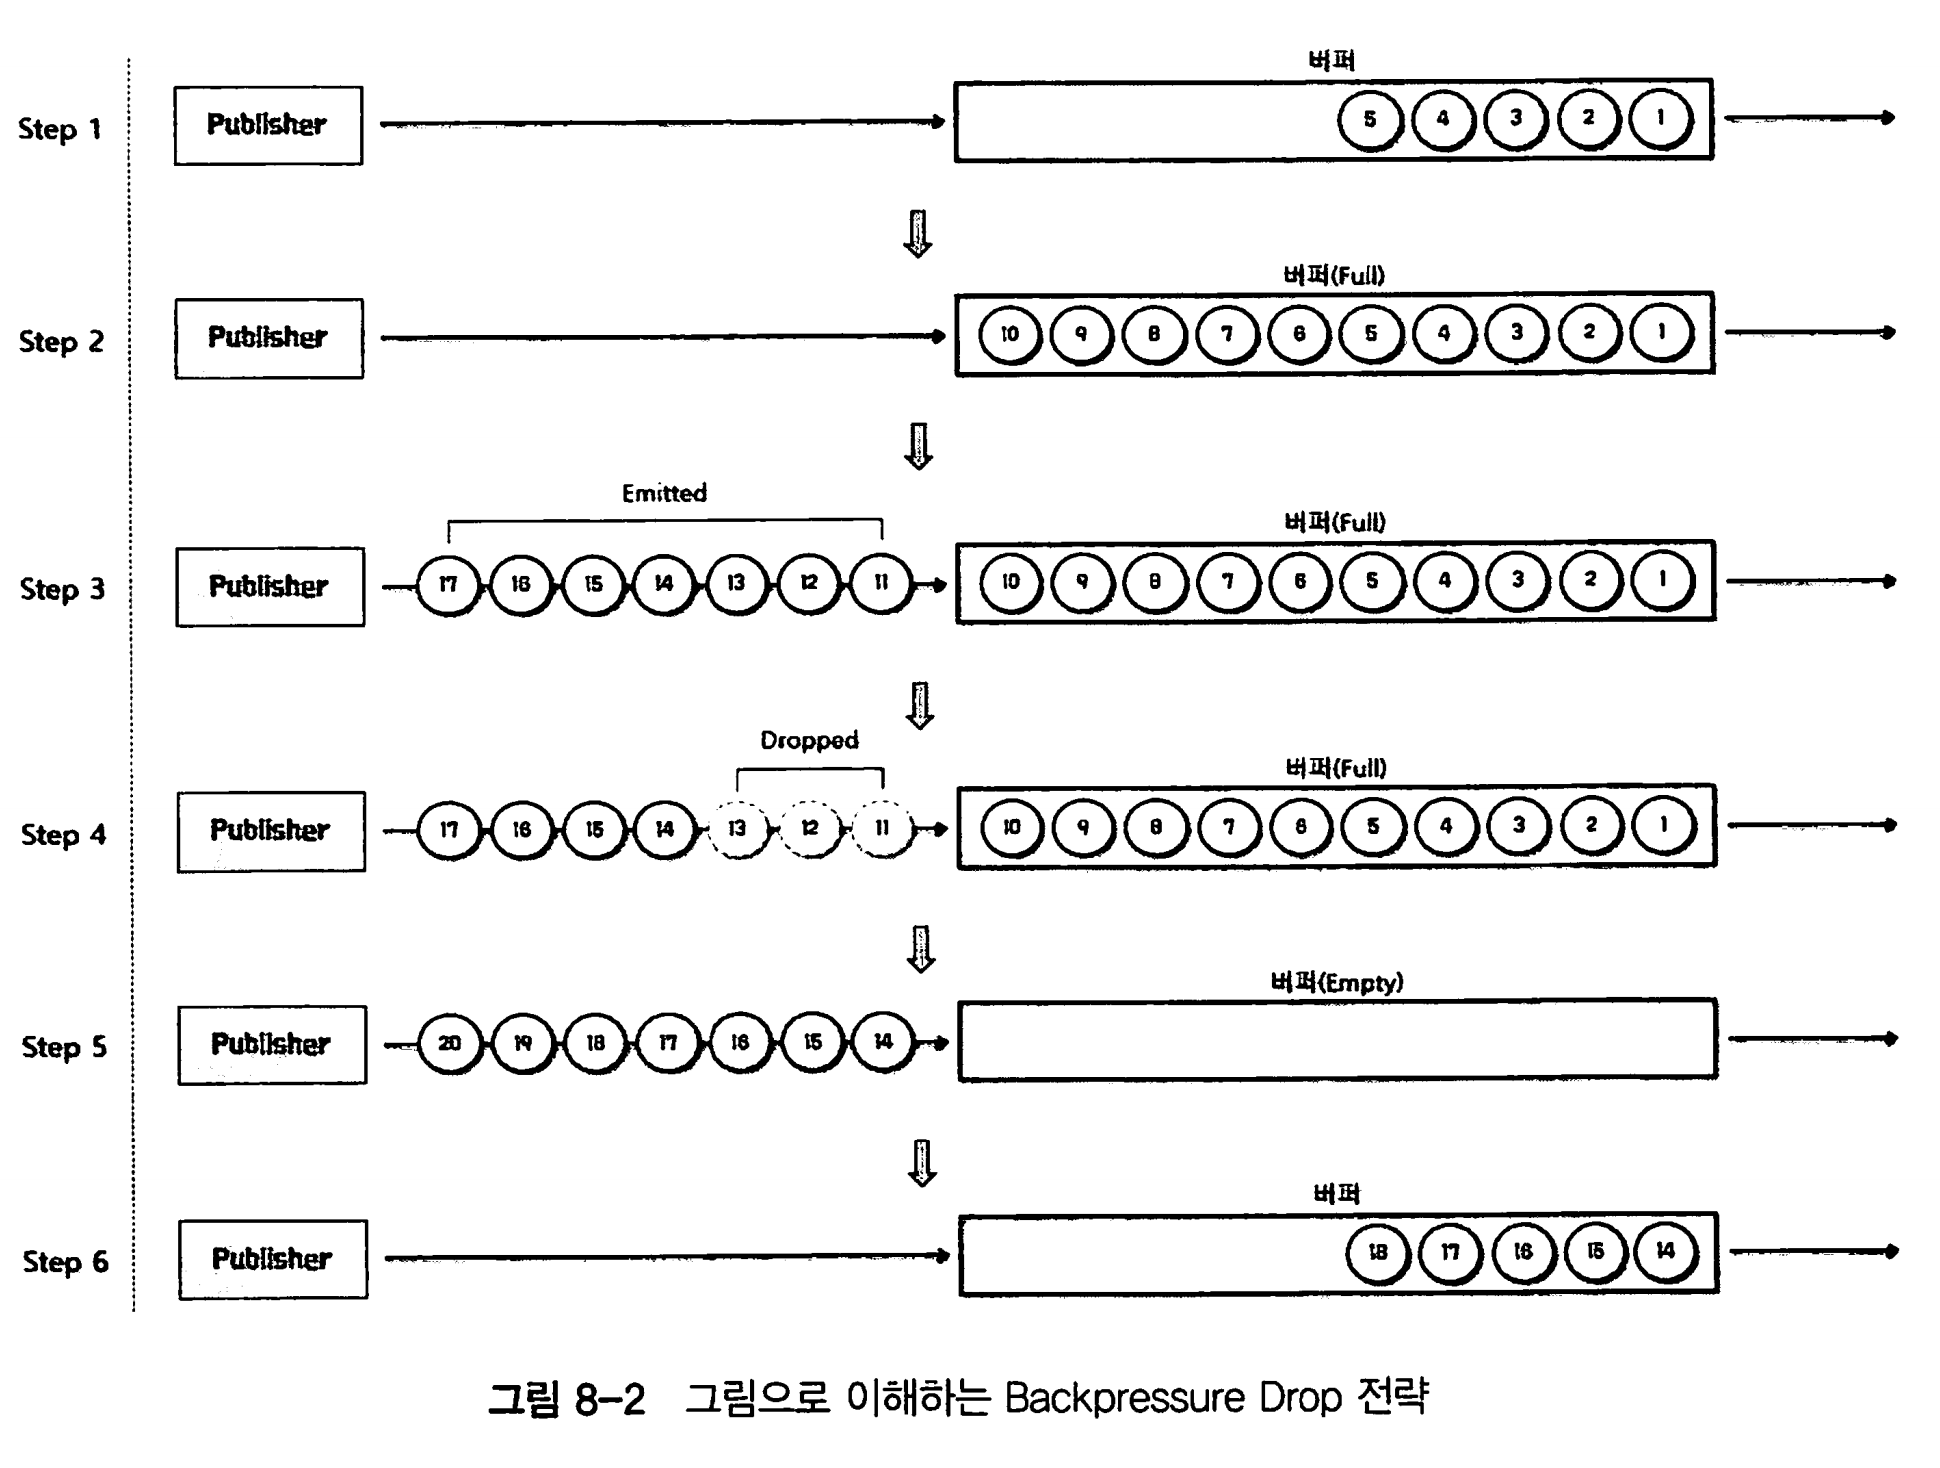 버퍼
Step 1 Publisher 5 4 3 2 1
버퍼(Full)
Step 2 Publisher 10 9 8 7 6 5 4 3 2 1
Emitted
버퍼(Full)
Step 3 Publisher 17 16 15 14 13 12 11 10 9 8 7 6 5 4 3 2 1
Dropped
버퍼(Full)
Step 4 Publisher 17 16 15 14 13 12 11 10 9 8 7 6 5 4 3 2 1
버퍼(Empty)
Step 5 Publisher 20 19 18 17 16 15 14
버퍼
Step 6 Publisher 18 17 16 15 14
그림 8-2 그림으로 이해하는 Backpressure Drop 전략